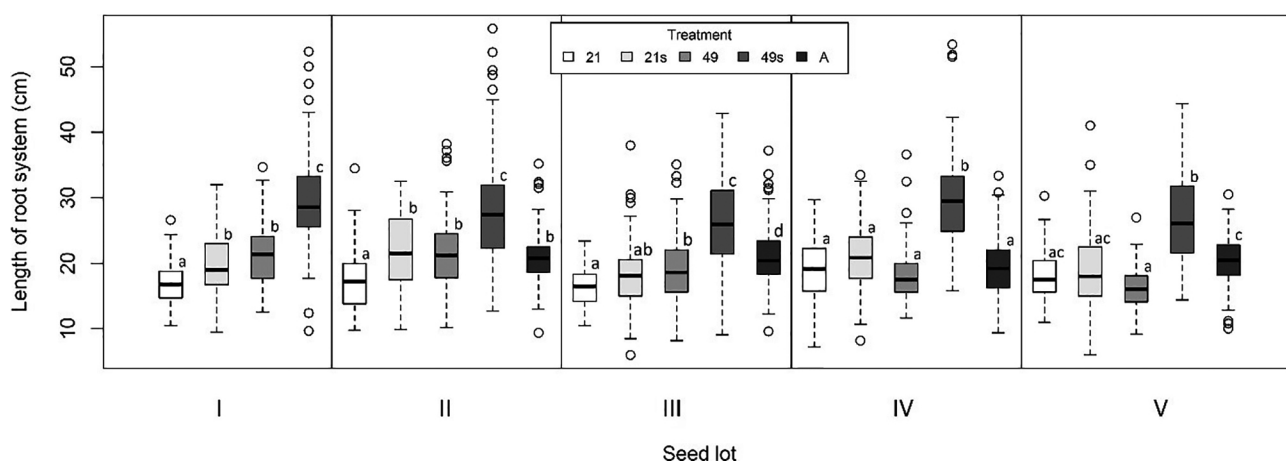 Treatment
21 21s 49 49s A
Length of root system (cm)
50
40
30
20
10
a b b c
a b b c b
a ab b c d
a a a b a
ac ac a b c
I II III IV V
Seed lot